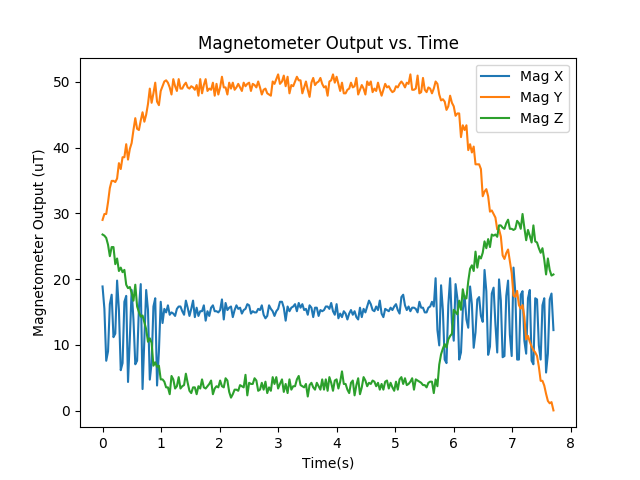 Magnetometer Output vs. Time
Mag X
Mag Y
Mag Z
Magnetometer Output (uT)
50
40
30
20
10
0
0 1 2 3 4 5 6 7 8
Time(s)